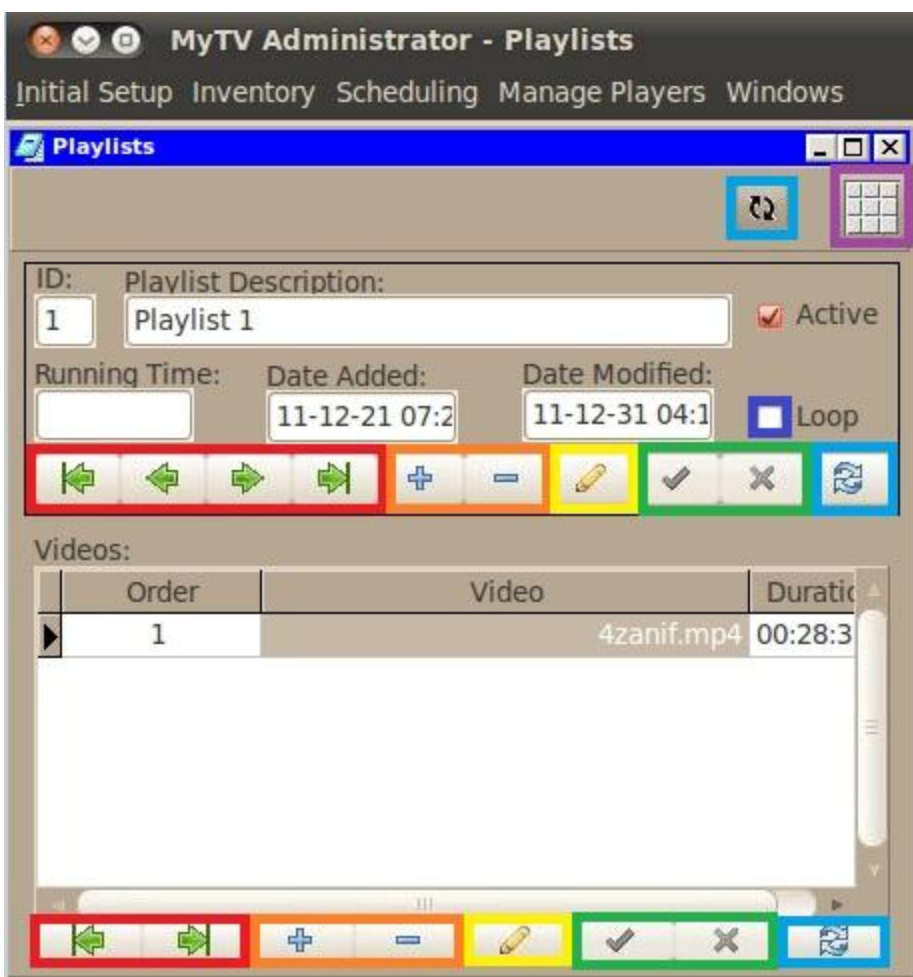 MyTV Administrator - Playlists
Initial Setup Inventory Scheduling Manage Players Windows
Playlists
ID: Playlist Description:
1 Playlist 1 Active
Running Time: Date Added: Date Modified:
11-12-21 07:2 11-12-31 04:1 Loop
Videos:
Order Video Duratio
1 4zanif.mp4 00:28:3